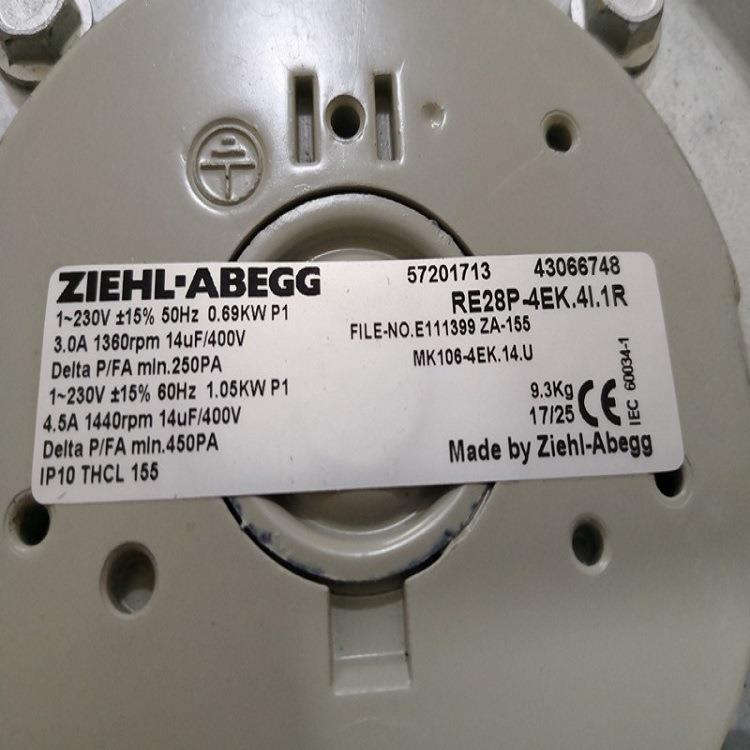 ZIEHL-ABEGG
57201713 43066748
RE28P-4EK.4I.1R
1~230V ±15% 50Hz 0.69KW P1
FILE-NO.E111399 ZA-155
3.0A 1360rpm 14uF/400V
MK106-4EK.14.U
Delta P/FA min.250PA
1~230V ±15% 60Hz 1.05KW P1
9.3Kg
4.5A 1440rpm 14uF/400V
17/25 CE
IEC 60034-1
Delta P/FA min.450PA
Made by Ziehl-Abegg
IP10 THCL 155